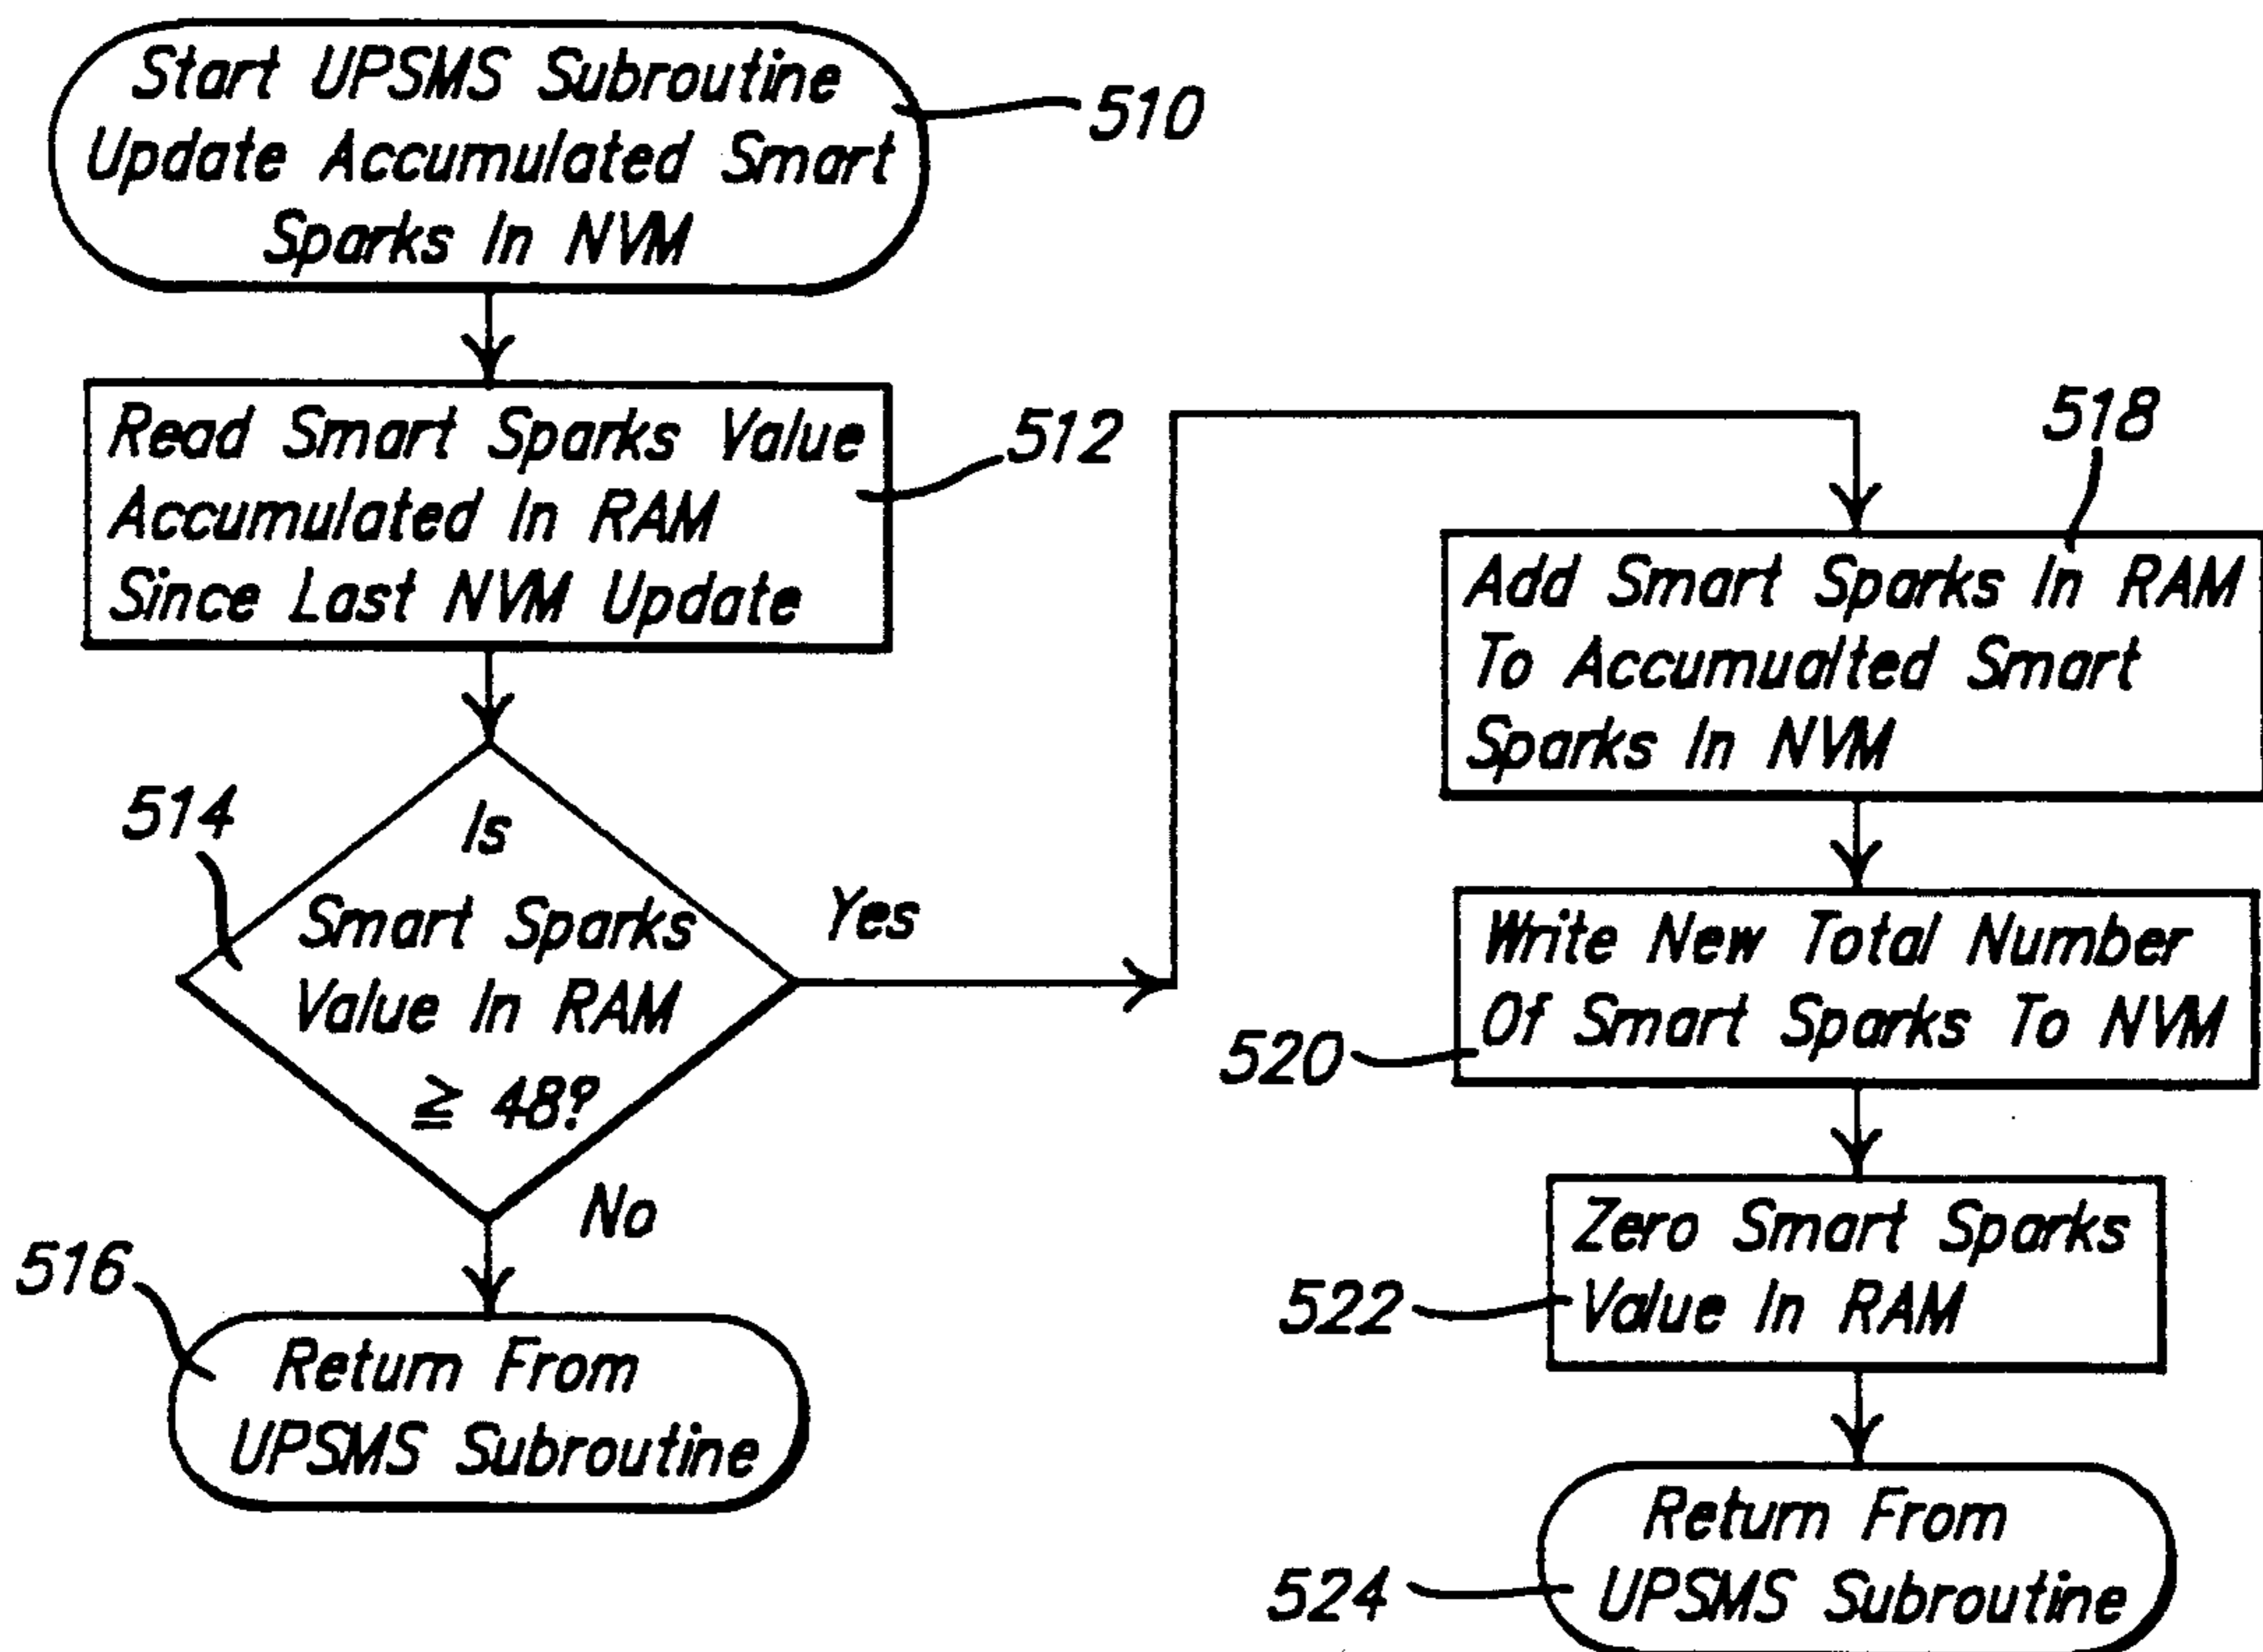 Start UPSMS Subroutine
Update Accumulated Smart
Sparks In NVM
510
Read Smart Sparks Value
Accumulated In RAM
Since Last NVM Update
512
514
Is
Smart Sparks
Value In RAM
≧ 48?
Yes
No
516
Return From
UPSMS Subroutine
518
Add Smart Sparks In RAM
To Accumualted Smart
Sparks In NVM
Write New Total Number
Of Smart Sparks To NVM
520
Zero Smart Sparks
Value In RAM
522
Return From
UPSMS Subroutine
524